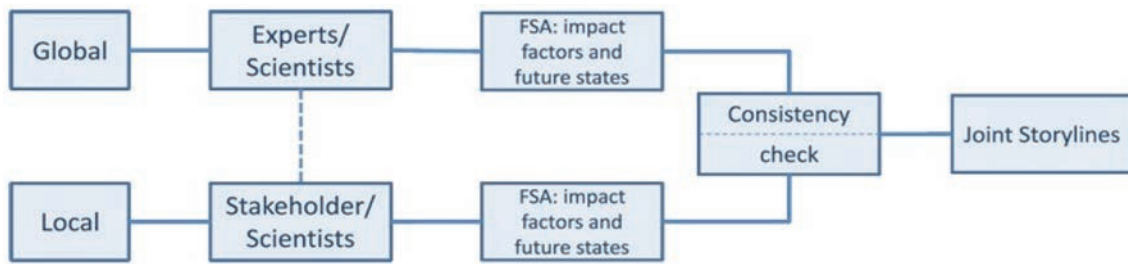 Global
Experts/
Scientists
FSA: impact
factors and
future states
Consistency
check
Joint Storylines
Local
Stakeholder/
Scientists
FSA: impact
factors and
future states